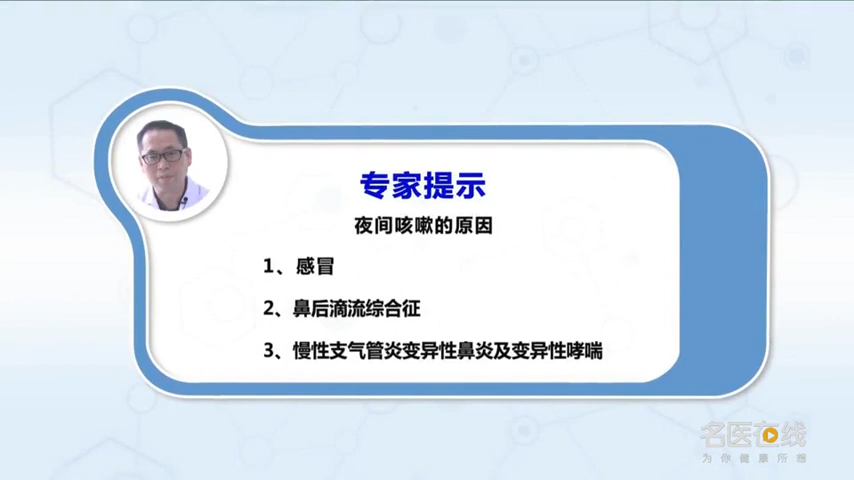 专家提示
夜间咳嗽的原因
1、感冒
2、鼻后滴流综合征
3、慢性支气管炎变异性鼻炎及变异性哮喘
名医在线
为你健康所想